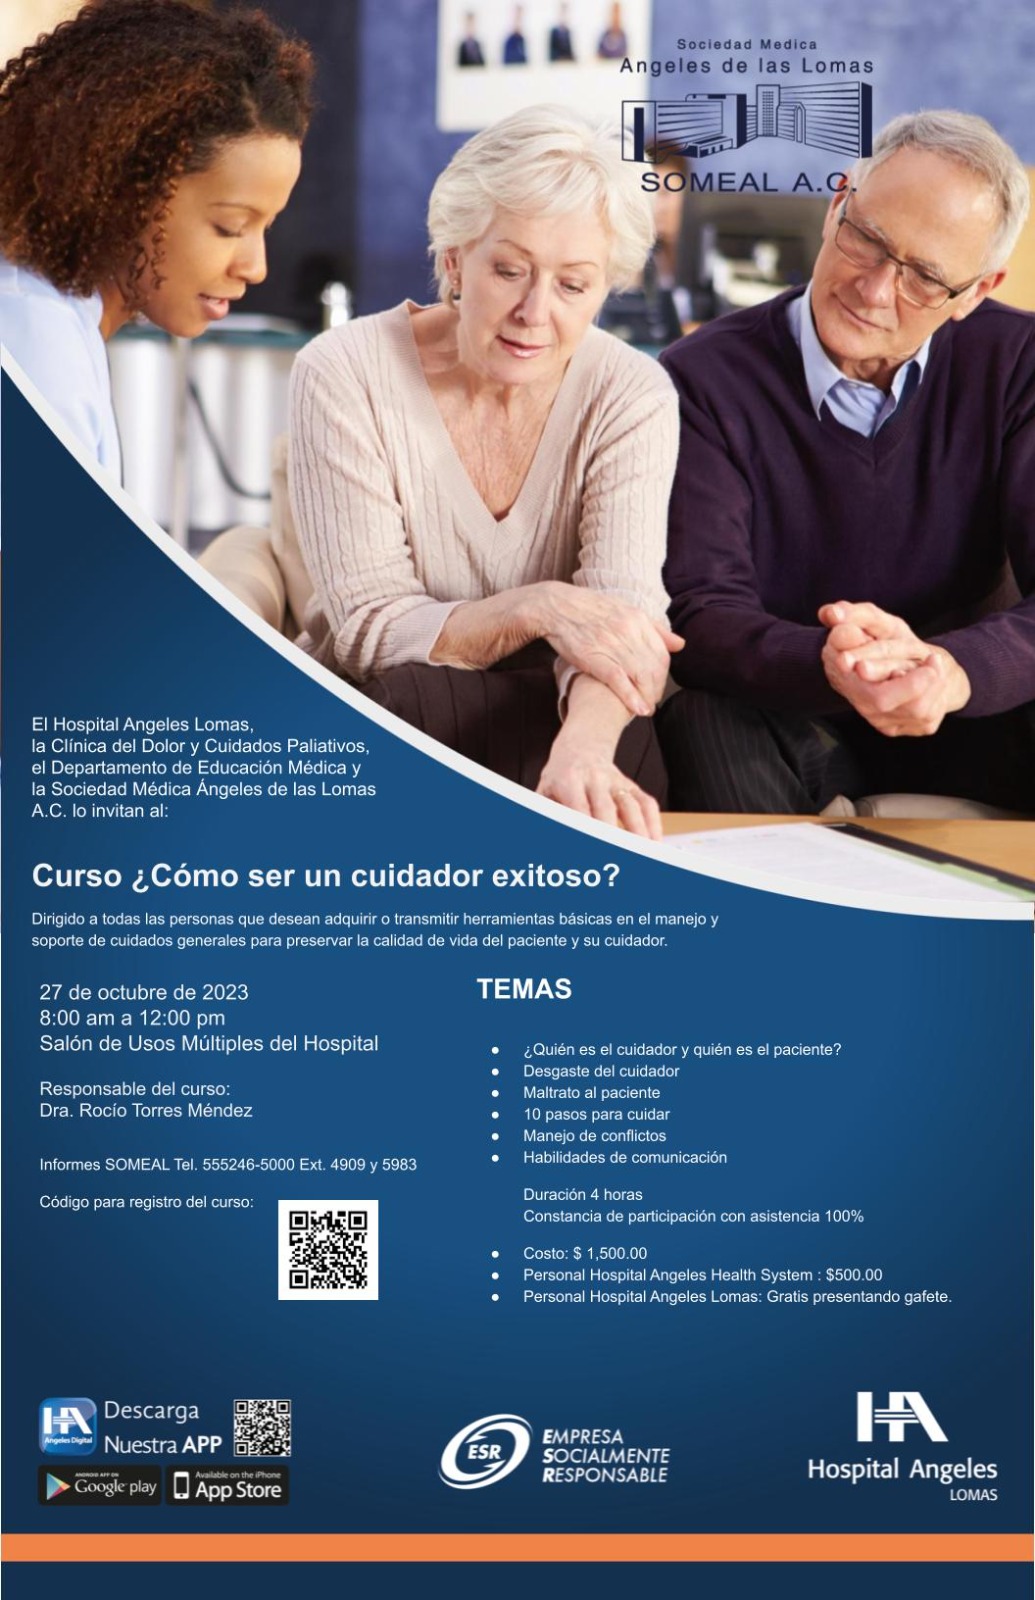 Sociedad Medica
Angeles de las Lomas
SOMEAL A.C.
El Hospital Angeles Lomas,
la Clínica del Dolor y Cuidados Paliativos,
el Departamento de Educación Médica y
la Sociedad Médica Ángeles de las Lomas
A.C. lo invitan al:
Curso ¿Cómo ser un cuidador exitoso?
Dirigido a todas las personas que desean adquirir o transmitir herramientas básicas en el manejo y
soporte de cuidados generales para preservar la calidad de vida del paciente y su cuidador.
27 de octubre de 2023
8:00 am a 12:00 pm
Salón de Usos Múltiples del Hospital
Responsable del curso:
Dra. Rocío Torres Méndez
Informes SOMEAL Tel. 555246-5000 Ext. 4909 y 5983
Código para registro del curso:
TEMAS
● ¿Quién es el cuidador y quién es el paciente?
● Desgaste del cuidador
● Maltrato al paciente
● 10 pasos para cuidar
● Manejo de conflictos
● Habilidades de comunicación
Duración 4 horas
Constancia de participación con asistencia 100%
● Costo: $ 1,500.00
● Personal Hospital Angeles Health System : $500.00
● Personal Hospital Angeles Lomas: Gratis presentando gafete.
HA
Angeles Digital
Descarga
Nuestra APP
ANDROID APP ON
Google play
Available on the iPhone
App Store
ESR
EMPRESA
SOCIALMENTE
RESPONSABLE
HA
Hospital Angeles
LOMAS